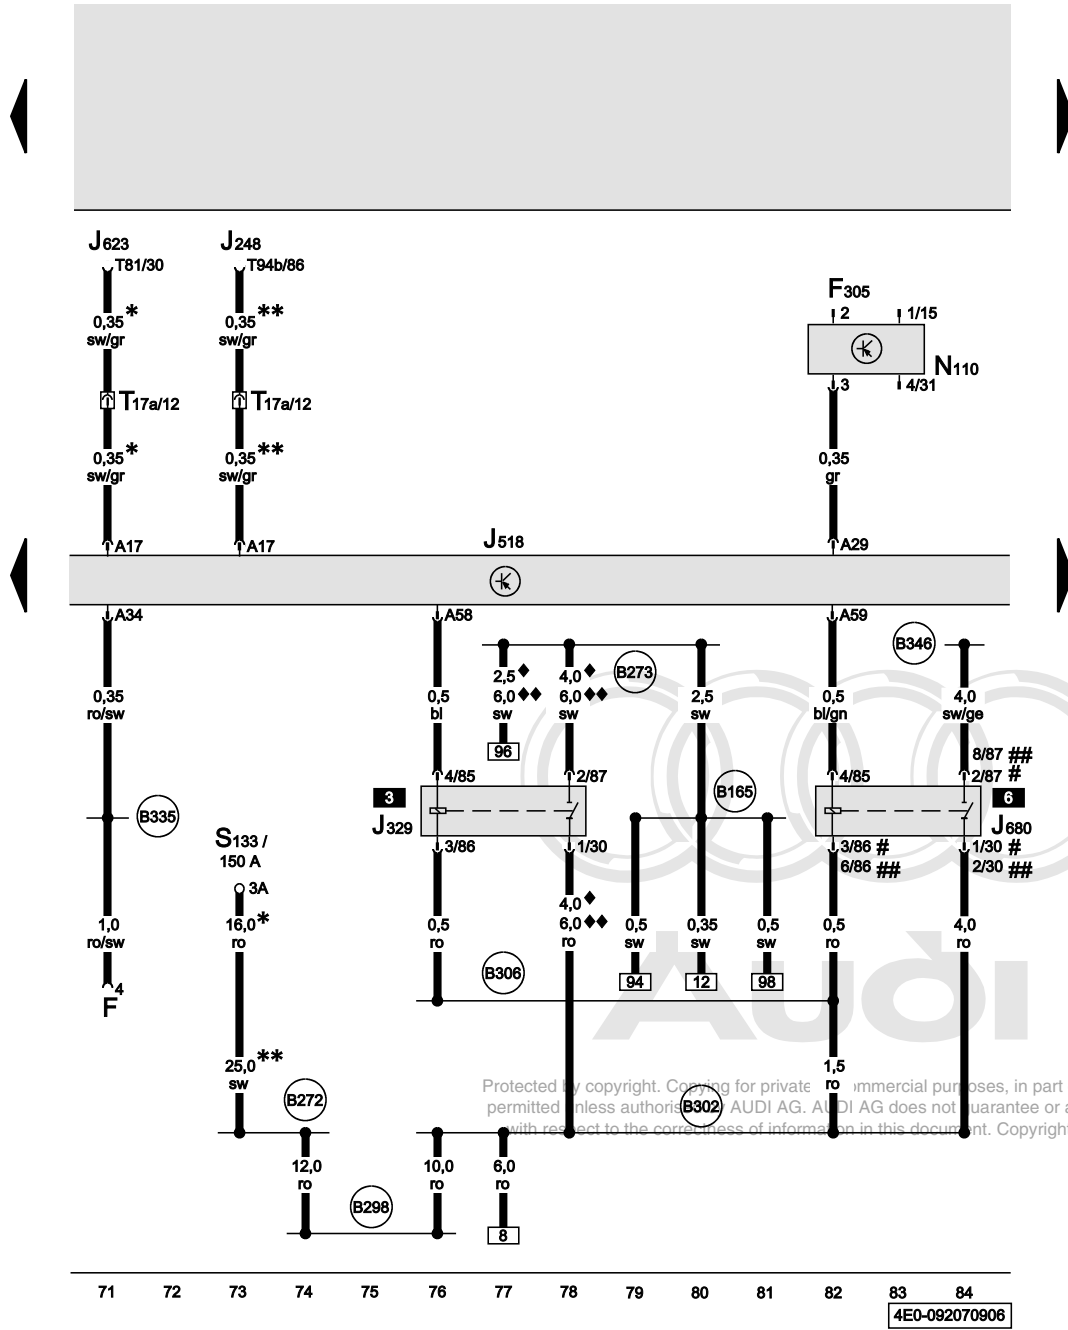 J623
J248
T81/30
T94b/86
F305
0,35 *
sw/gr
0,35 **
sw/gr
2
1/15
N110
3
4/31
T17a/12
T17a/12
0,35 *
sw/gr
0,35 **
sw/gr
0,35
gr
A17
A17
J518
A29
A34
A58
A59
B346
B273
0,35
ro/sw
0,5
bl
2,5 ◆
6,0 ◆◆
sw
4,0 ◆
6,0 ◆◆
sw
2,5
sw
0,5
bl/gn
4,0
sw/ge
96
8/87 ##
4/85
2/87
4/85
2/87 #
B165
3
6
B335
J329
J680
S133 /
150 A
3/86
1/30
3/86 #
1/30 #
6/86 ##
2/30 ##
3A
4,0 ◆
6,0 ◆◆
ro
1,0
ro/sw
16,0 *
ro
0,5
ro
0,5
sw
0,35
sw
0,5
sw
0,5
ro
4,0
ro
B306
94
12
98
4
F
Audi
25,0 **
sw
1,5
ro
Protected by copyright. Copying for private commercial purposes, in part
B272
B302
permitted unless authoris AUDI AG. AUDI AG does not guarantee or a
with respect to the correctness of information in this document. Copyright
12,0
ro
10,0
ro
6,0
ro
B298
8
71 72 73 74 75 76 77 78 79 80 81 82 83 84
4E0-092070906